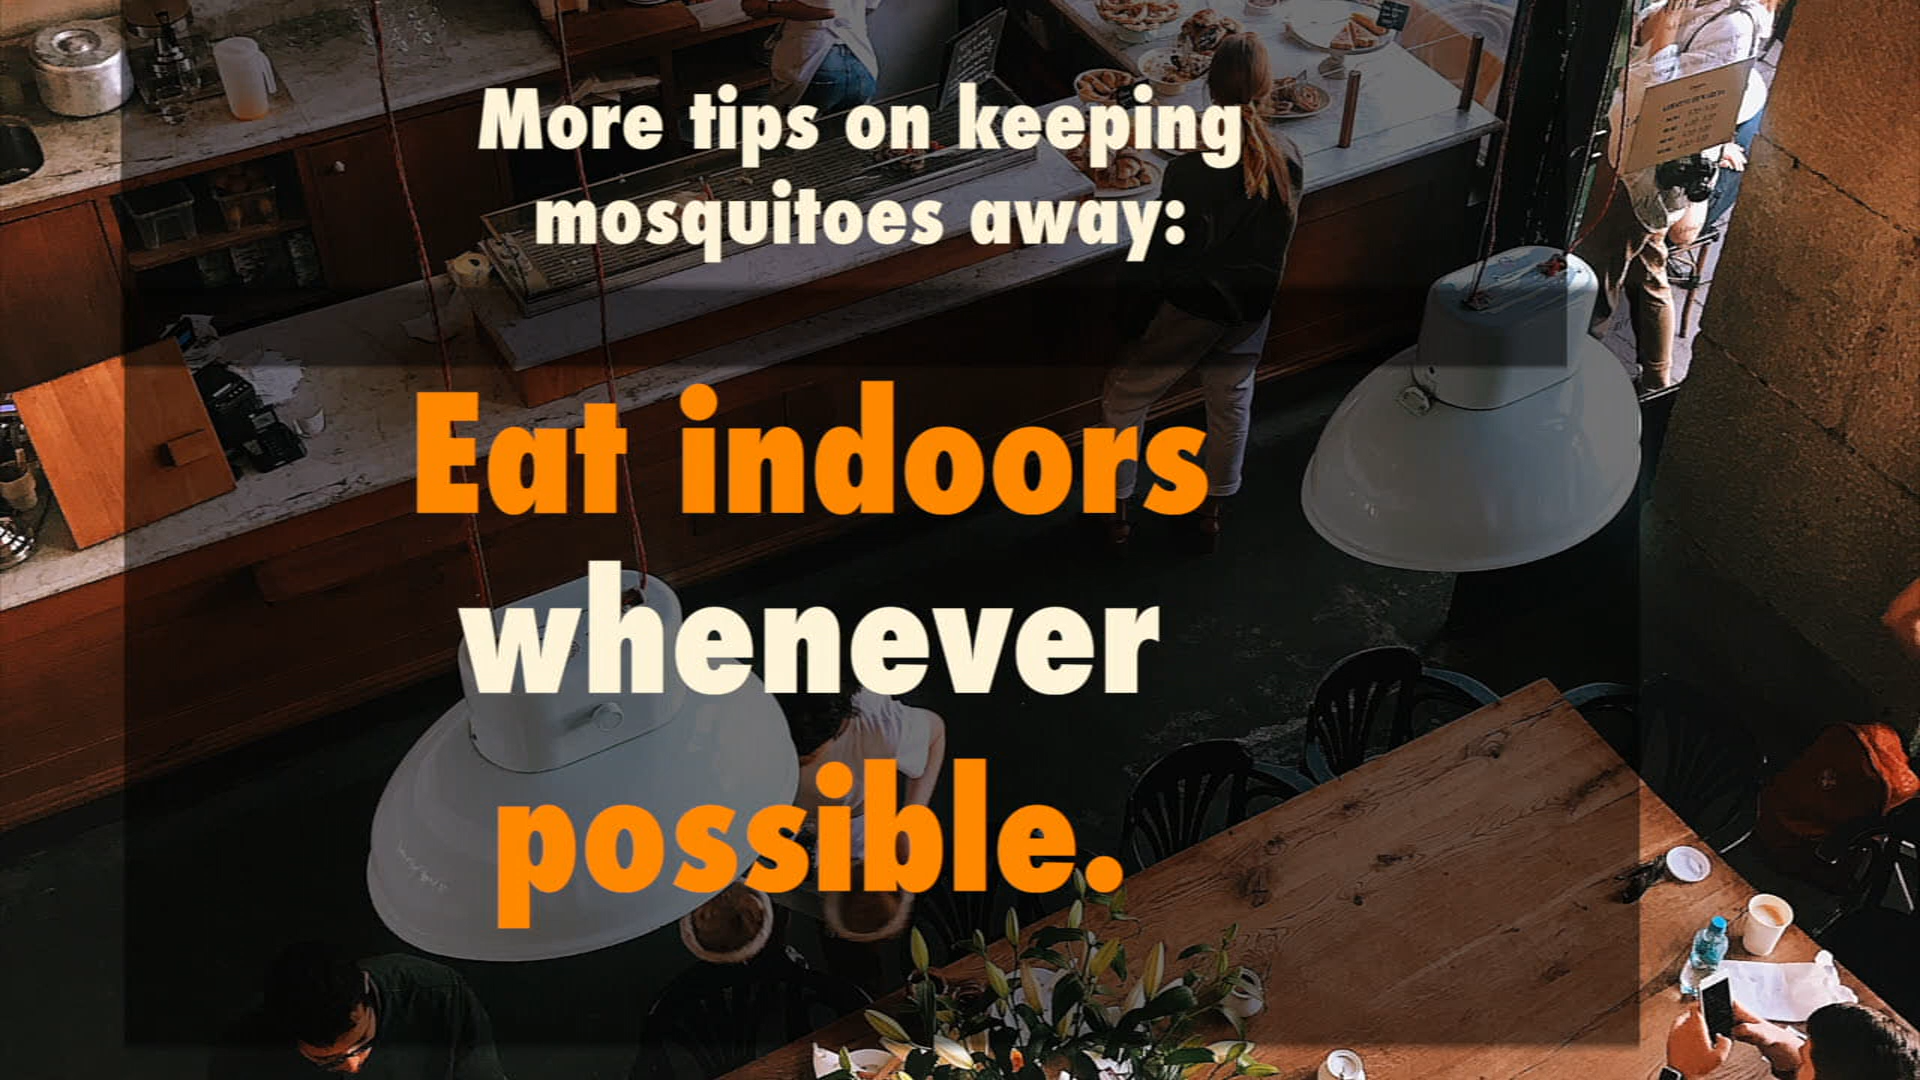 More tips on keeping
mosquitoes away:
Eat indoors
whenever
possible.